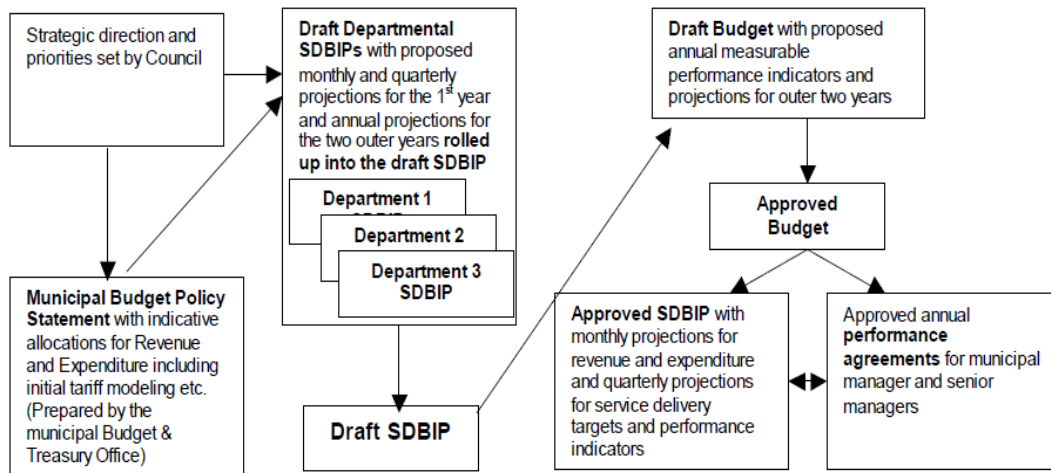 Strategic direction and
priorities set by Council
Municipal Budget Policy
Statement with indicative
allocations for Revenue
and Expenditure including
initial tariff modeling etc.
(Prepared by the
municipal Budget &
Treasury Office)
Draft Departmental
SDBIPs with proposed
monthly and quarterly
projections for the 1st year
and annual projections for
the two outer years rolled
up into the draft SDBIP
Department 1
Department 2
Department 3
SDBIP
Draft SDBIP
Draft Budget with proposed
annual measurable
performance indicators and
projections for outer two years
Approved
Budget
Approved SDBIP with
monthly projections for
revenue and expenditure
and quarterly projections
for service delivery
targets and performance
indicators
Approved annual
performance
agreements for municipal
manager and senior
managers